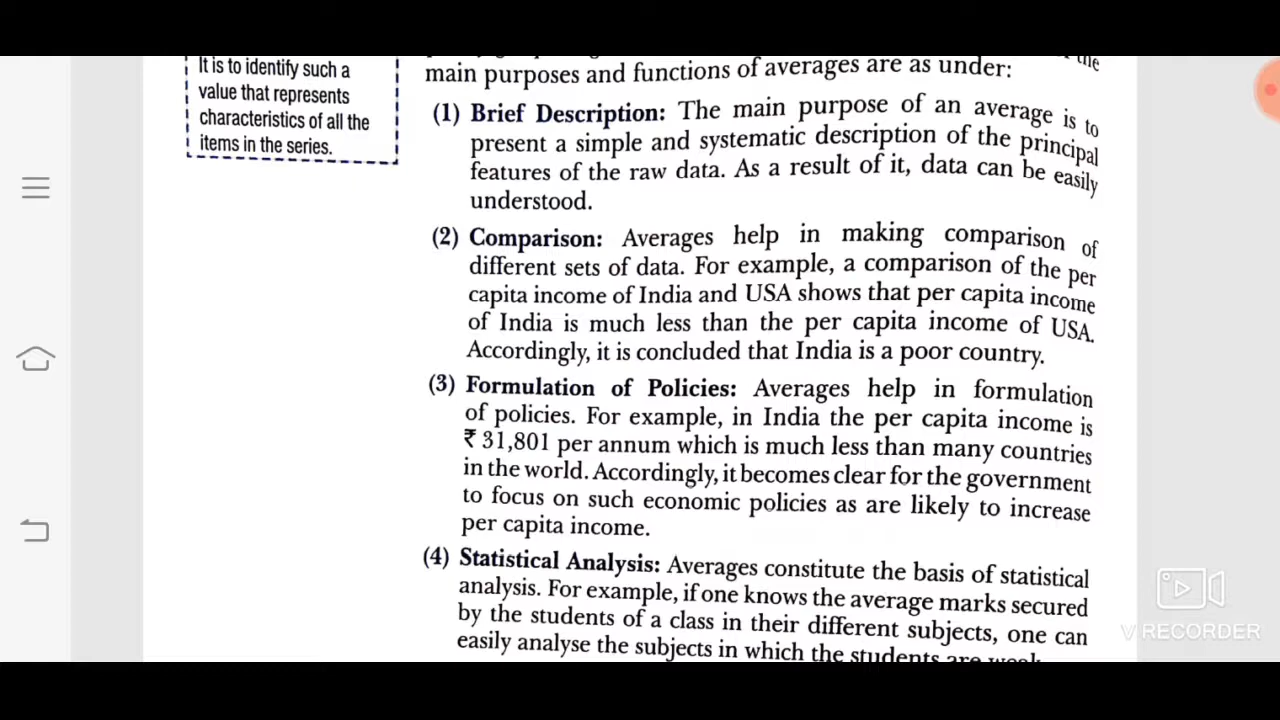 It is to identify such a
value that represents
characteristics of all the
items in the series.
the
main purposes and functions of averages are as under:
(1) Brief Description: The main purpose of an average is to
present a simple and systematic description of the principal
features of the raw data. As a result of it, data can be easily
understood.
(2) Comparison: Averages help in making comparison of
different sets of data. For example, a comparison of the per
capita income of India and USA shows that per capita income
of India is much less than the per capita income of USA.
Accordingly, it is concluded that India is a poor country.
(3) Formulation of Policies: Averages help in formulation
of policies. For example, in India the per capita income is
₹ 31,801 per annum which is much less than many countries
in the world. Accordingly, it becomes clear for the government
to focus on such economic policies as are likely to increase
per capita income.
(4) Statistical Analysis: Averages constitute the basis of statistical
analysis. For example, if one knows the average marks secured
by the students of a class in their different subjects, one can
easily analyse the subjects in which the students are weak
V RECORDER